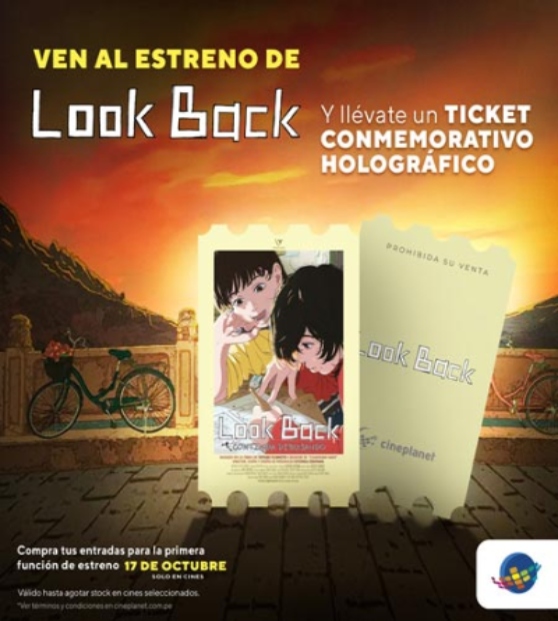 VEN AL ESTRENO DE
Look Back
Y llévate un TICKET
CONMEMORATIVO
HOLOGRÁFICO
PROHIBIDA SU VENTA
Look Back
Look Back
cineplanet
Compra tus entradas para la primera
función de estreno 17 DE OCTUBRE
SOLO EN CINES
Válido hasta agotar stock en cines seleccionados.
*Ver términos y condiciones en cineplanet.com.pe